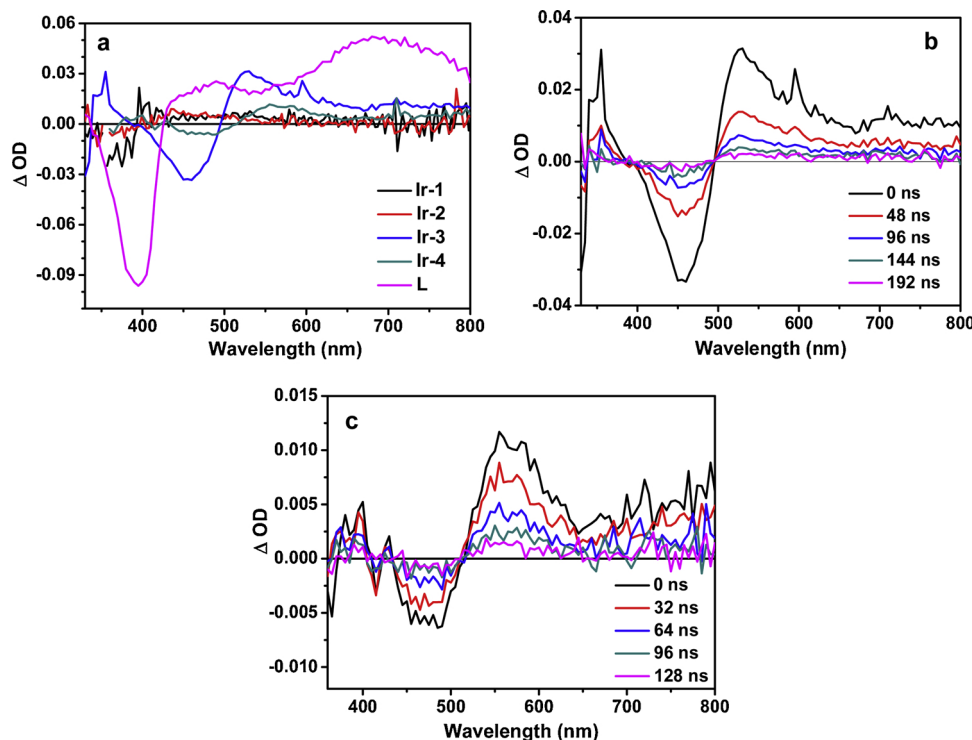 a
0.06
0.03
0.00
-0.03
-0.06
-0.09
Δ OD
Ir-1
Ir-2
Ir-3
Ir-4
L
400 500 600 700 800
Wavelength (nm)
b
0.04
0.02
0.00
-0.02
-0.04
Δ OD
0 ns
48 ns
96 ns
144 ns
192 ns
400 500 600 700 800
Wavelength (nm)
c
0.015
0.010
0.005
0.000
-0.005
-0.010
Δ OD
0 ns
32 ns
64 ns
96 ns
128 ns
400 500 600 700 800
Wavelength (nm)